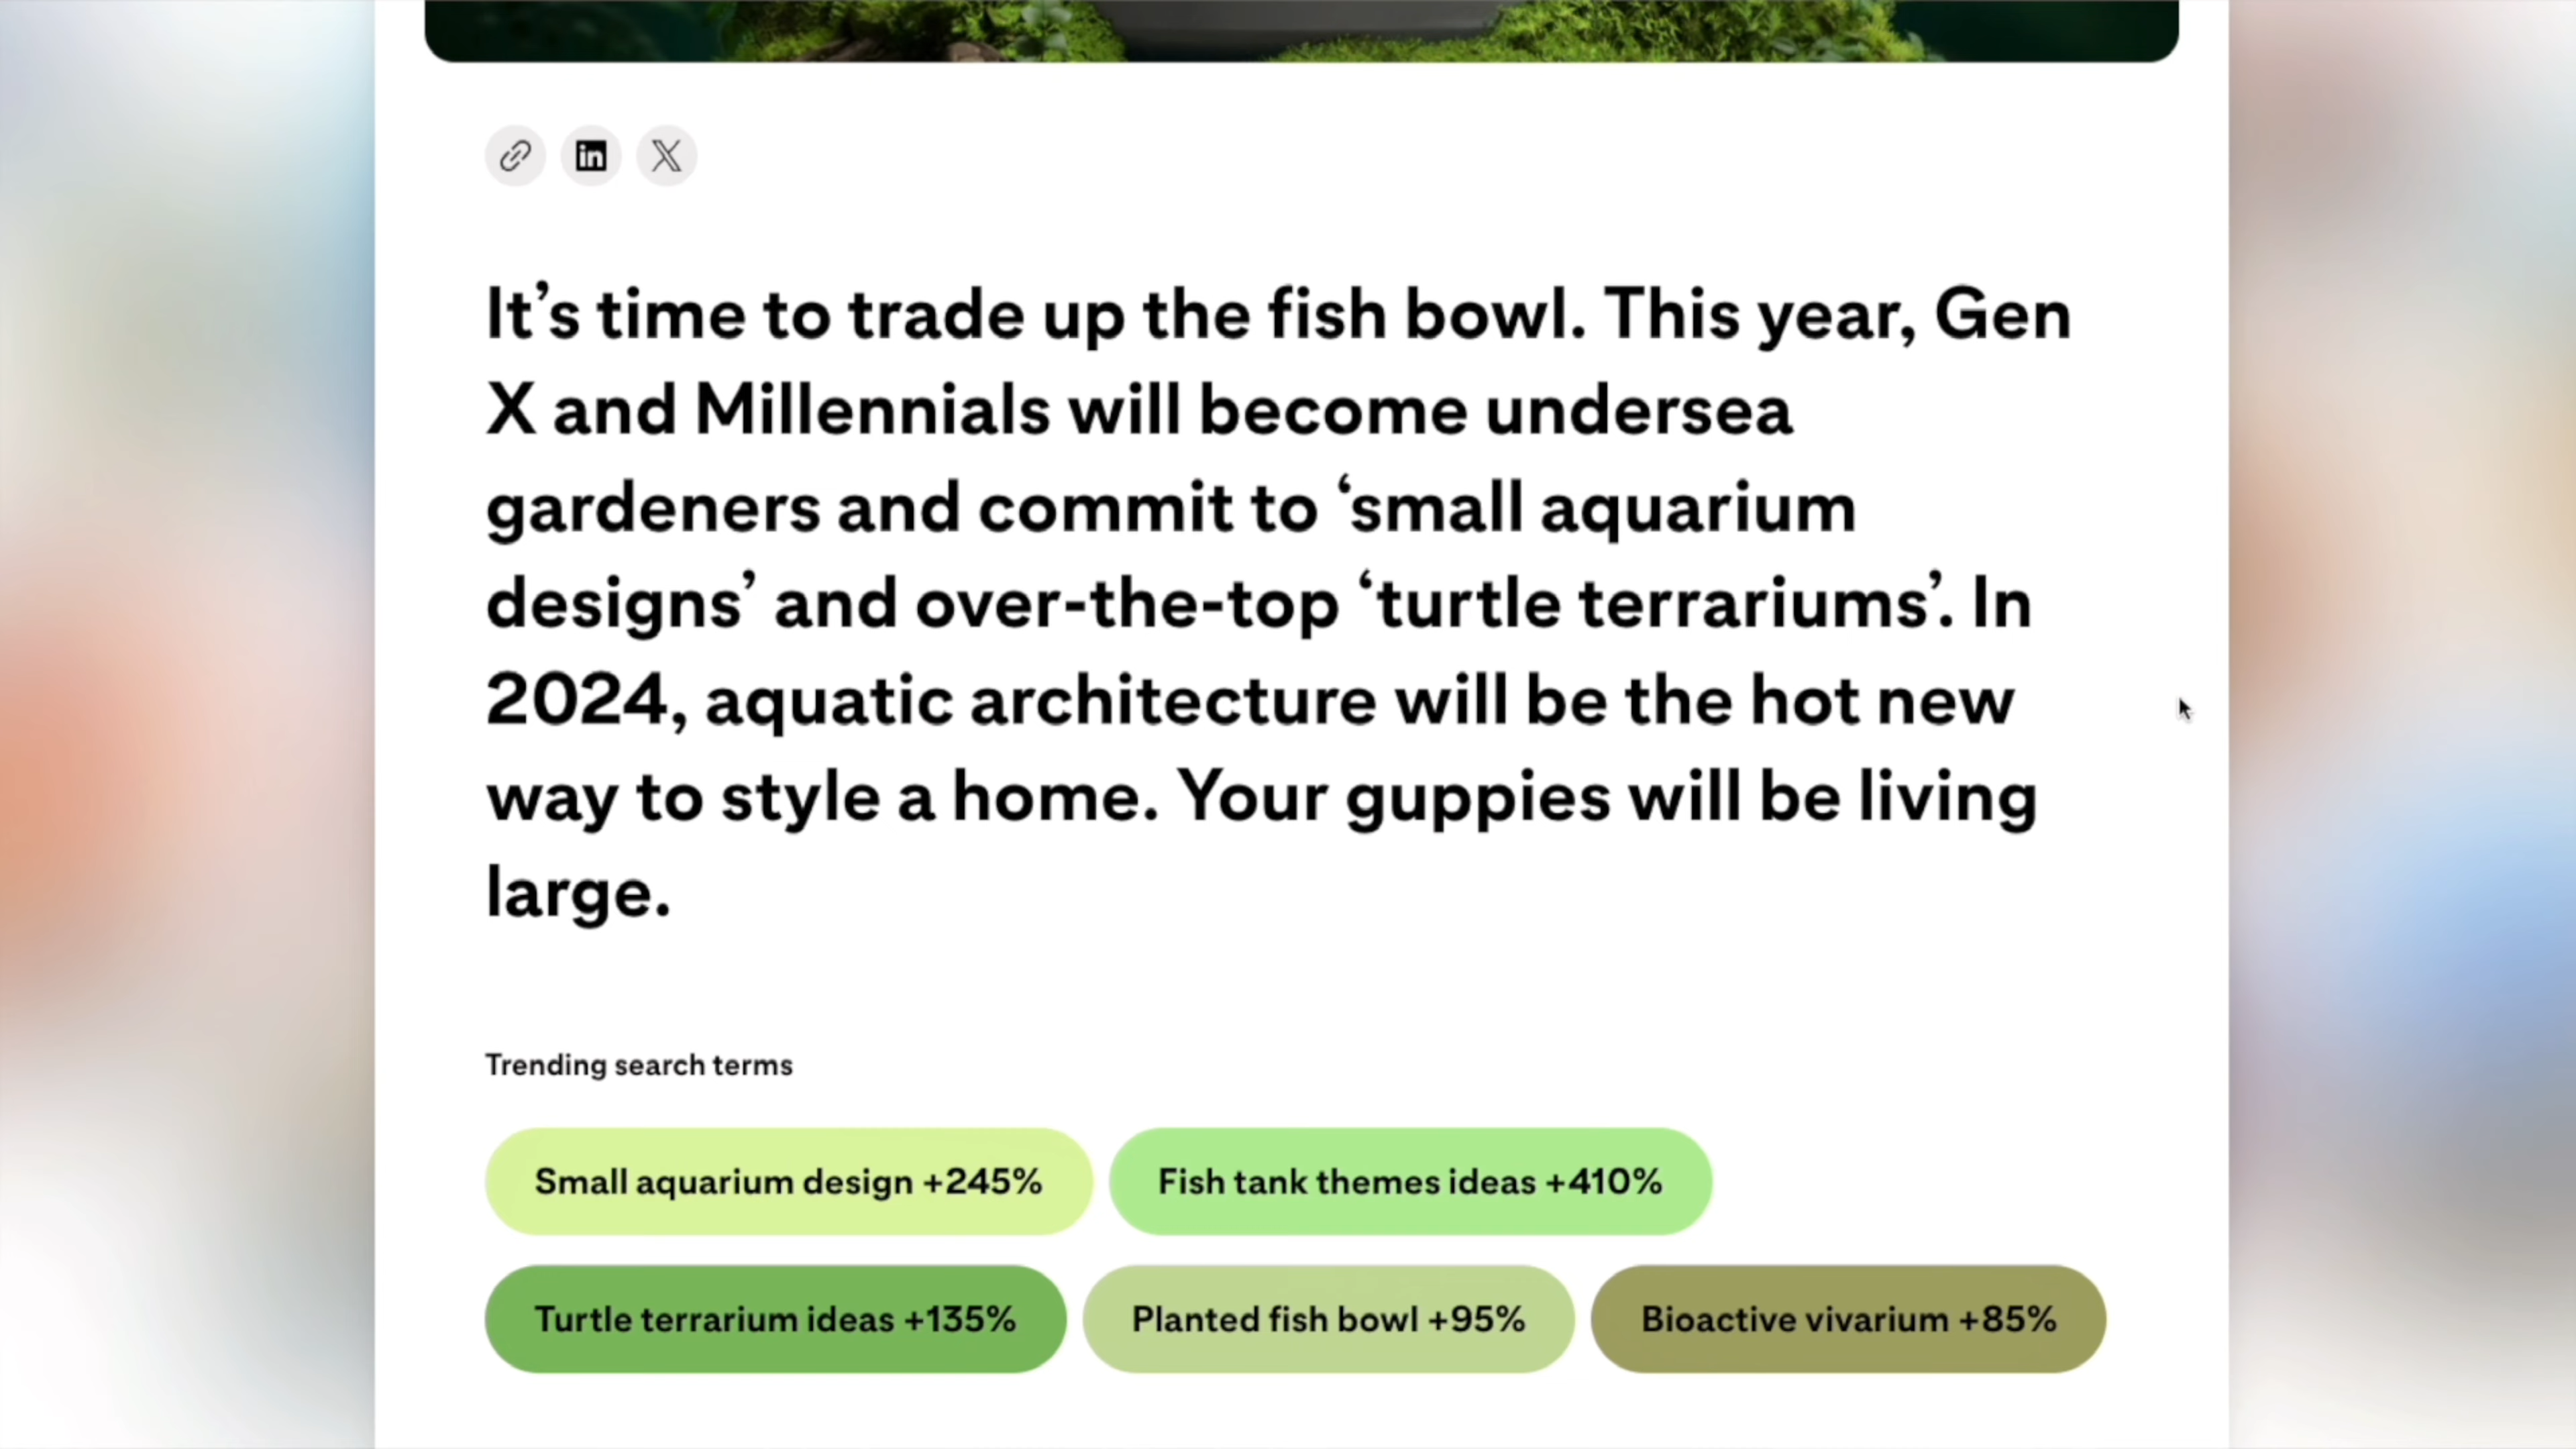 in X
It’s time to trade up the fish bowl. This year, Gen
X and Millennials will become undersea
gardeners and commit to ‘small aquarium
designs’ and over-the-top ‘turtle terrariums’. In
2024, aquatic architecture will be the hot new
way to style a home. Your guppies will be living
large.
Trending search terms
Small aquarium design +245% Fish tank themes ideas +410%
Turtle terrarium ideas +135% Planted fish bowl +95% Bioactive vivarium +85%